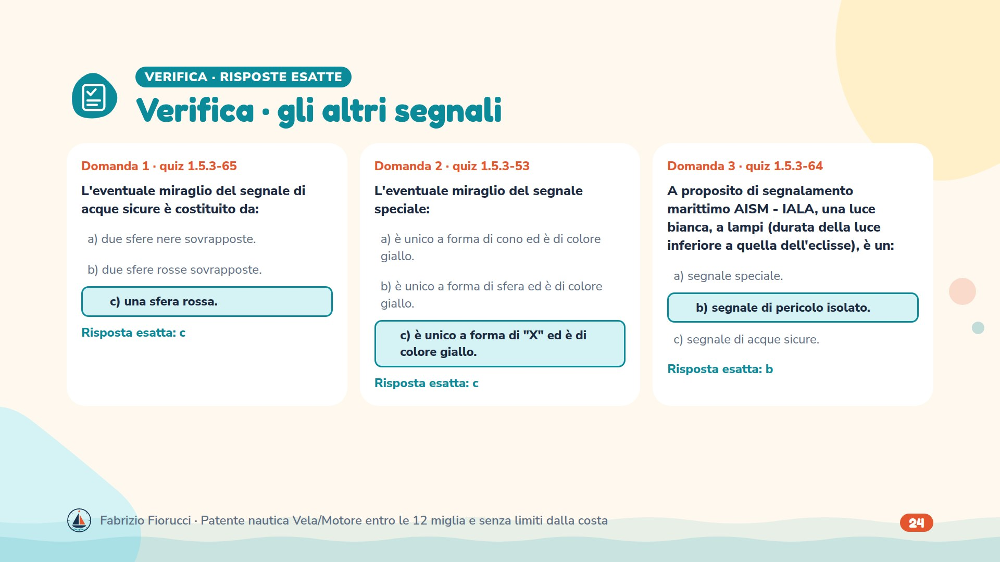 VERIFICA · RISPOSTE ESATTE
Verifica · gli altri segnali
Domanda 1 · quiz 1.5.3-65
L'eventuale miraglio del segnale di
acque sicure è costituito da:
a) due sfere nere sovrapposte.
b) due sfere rosse sovrapposte.
c) una sfera rossa.
Risposta esatta: c
Domanda 2 · quiz 1.5.3-53
L'eventuale miraglio del segnale
speciale:
a) è unico a forma di cono ed è di colore
giallo.
b) è unico a forma di sfera ed è di colore
giallo.
c) è unico a forma di "X" ed è di
colore giallo.
Risposta esatta: c
Domanda 3 · quiz 1.5.3-64
A proposito di segnalamento
marittimo AISM - IALA, una luce
bianca, a lampi (durata della luce
inferiore a quella dell'eclisse), è un:
a) segnale speciale.
b) segnale di pericolo isolato.
c) segnale di acque sicure.
Risposta esatta: b
Fabrizio Fiorucci · Patente nautica Vela/Motore entro le 12 miglia e senza limiti dalla costa
24